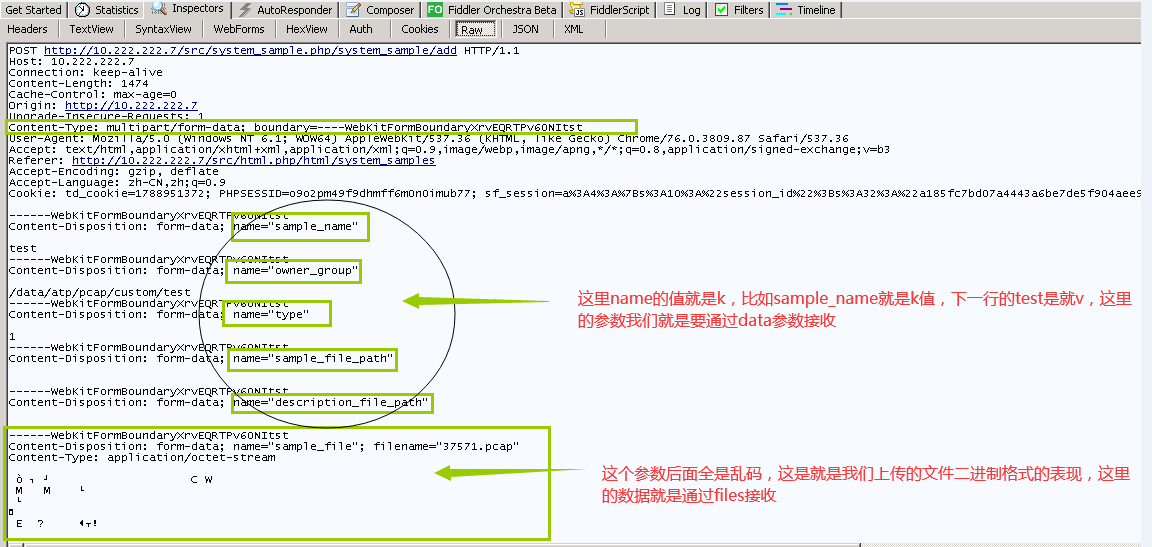 Get Started Statistics Inspectors AutoResponder Composer FO Fiddler Orchestra Beta FiddlerScript Log Filters Timeline
Headers TextView SyntaxView WebForms HexView Auth Cookies Raw JSON XML
POST http://10.222.222.7/src/system_sample.php/system_sample/add HTTP/1.1
Host: 10.222.222.7
Connection: keep-alive
Content-Length: 1474
Cache-Control: max-age=0
Origin: http://10.222.222.7
Upgrade-Insecure-Requests: 1
Content-Type: multipart/form-data; boundary=----WebKitFormBoundaryXrvEQRTPv6ONItst
User-Agent: Mozilla/5.0 (Windows NT 6.1; WOW64) AppleWebKit/537.36 (KHTML, like Gecko) Chrome/76.0.3809.87 Safari/537.36
Accept: text/html,application/xhtml+xml,application/xml;q=0.9,image/webp,image/apng,*/*;q=0.8,application/signed-exchange;v=b3
Referer: http://10.222.222.7/src/html.php/html/system_samples
Accept-Encoding: gzip, deflate
Accept-Language: zh-CN,zh;q=0.9
Cookie: td_cookie=1788951372; PHPSESSID=o9o2pm49f9dhmff6m0nOimub77; sf_session=a%3A4%3A%7Bs%3A10%3A%22session_id%22%3Bs%3A32%3A%22a185fc7bd07a4443a6be7de5f904aee9
------WebKitFormBoundaryXrvEQRTPv6ONItst
Content-Disposition: form-data; name="sample_name"
test
------WebKitFormBoundaryXrvEQRTPv6ONItst
Content-Disposition: form-data; name="owner_group"
/data/atp/pcap/custom/test
------WebKitFormBoundaryXrvEQRTPv6ONItst
Content-Disposition: form-data; name="type"
1
------WebKitFormBoundaryXrvEQRTPv6ONItst
Content-Disposition: form-data; name="sample_file_path"
------WebKitFormBoundaryXrvEQRTPv6ONItst
Content-Disposition: form-data; name="description_file_path"
------WebKitFormBoundaryXrvEQRTPv6ONItst
Content-Disposition: form-data; name="sample_file"; filename="37571.pcap"
Content-Type: application/octet-stream
Ò ┐ ┘ C W
M M └
└
E ?
这里name的值就是k，比如sample_name就是k值，下一行的test是就v，这里
的参数我们就是要通过data参数接收
这个参数后面全是乱码，这是就是我们上传的文件二进制格式的表现，这里
的数据就是通过files接收